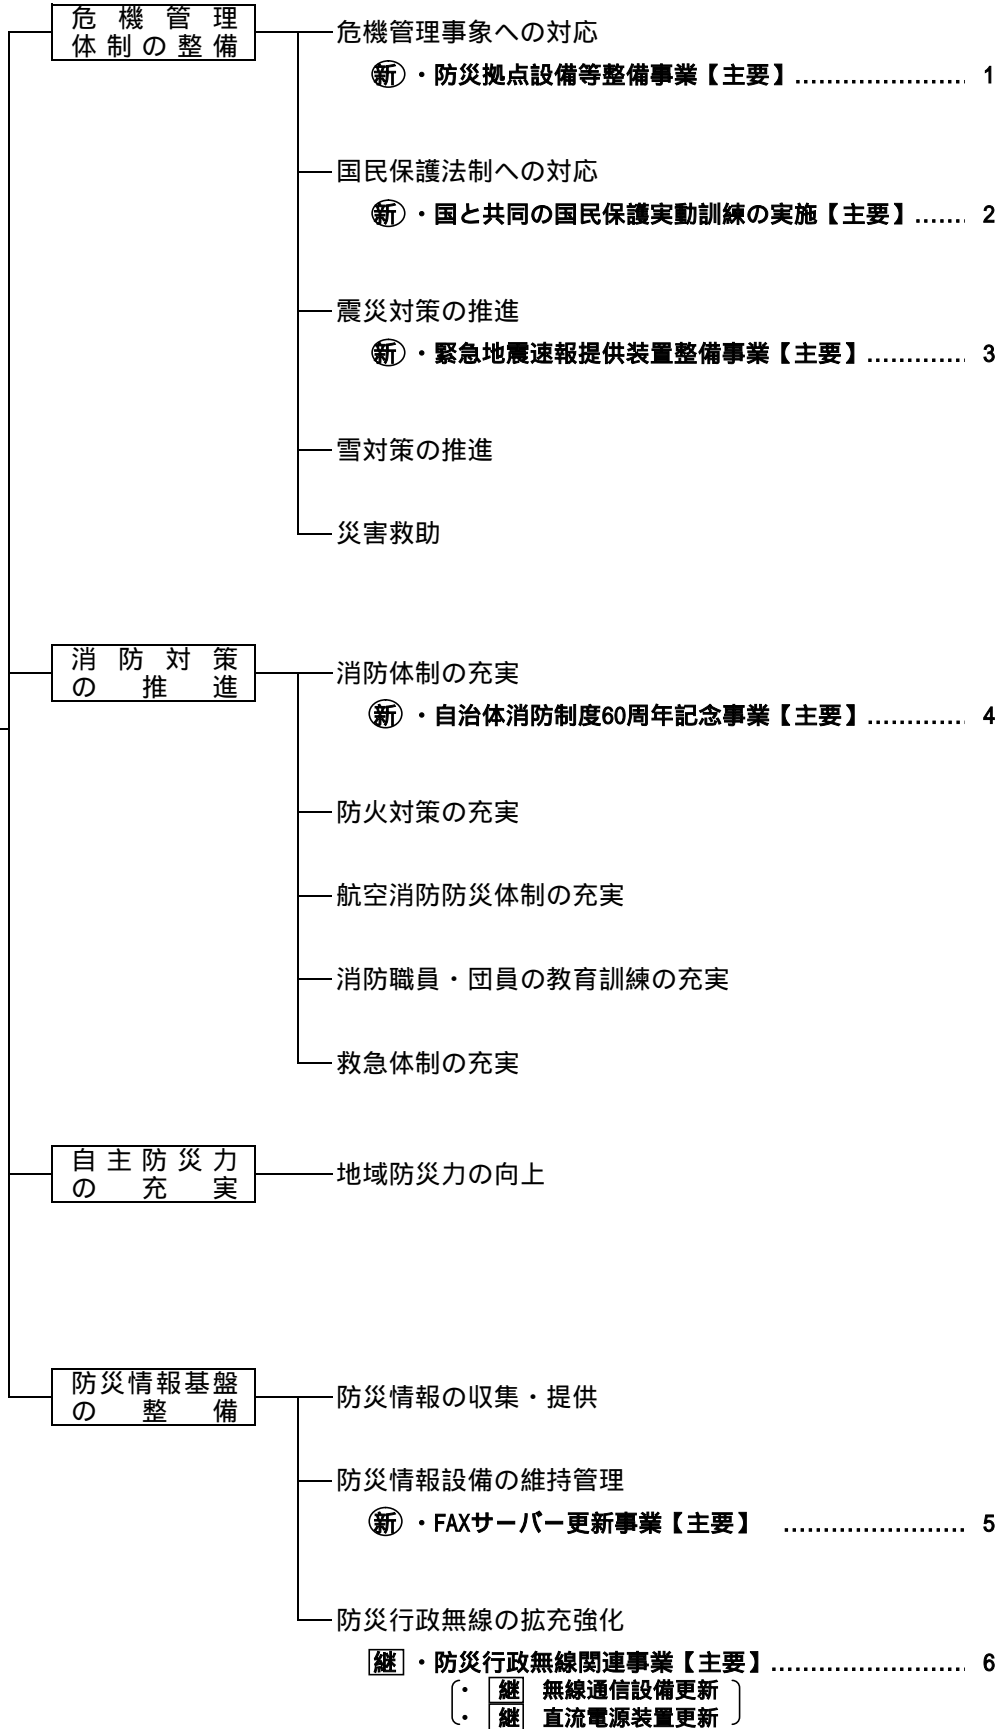 危機管理
体制の整備
危機管理事象への対応
㊟新・防災拠点設備等整備事業【主要】…………………… 1
国民保護法制への対応
新・国と共同の国民保護実動訓練の実施【主要】……. 2
震災対策の推進
新・緊急地震速報提供装置整備事業【主要】…………. 3
雪対策の推進
災害救助
消防対策
の推進
消防体制の充実
新・自治体消防制度60周年記念事業【主要】…………. 4
防火対策の充実
航空消防防災体制の充実
消防職員・団員の教育訓練の充実
救急体制の充実
自主防災力
の充実
地域防災力の向上
防災情報基盤
の整備
防災情報の収集・提供
防災情報設備の維持管理
新・FAXサーバー更新事業【主要】 …………………… 5
防災行政無線の拡充強化
継・防災行政無線関連事業【主要】…………………… 6
・ 継 無線通信設備更新
・ 継 直流電源装置更新